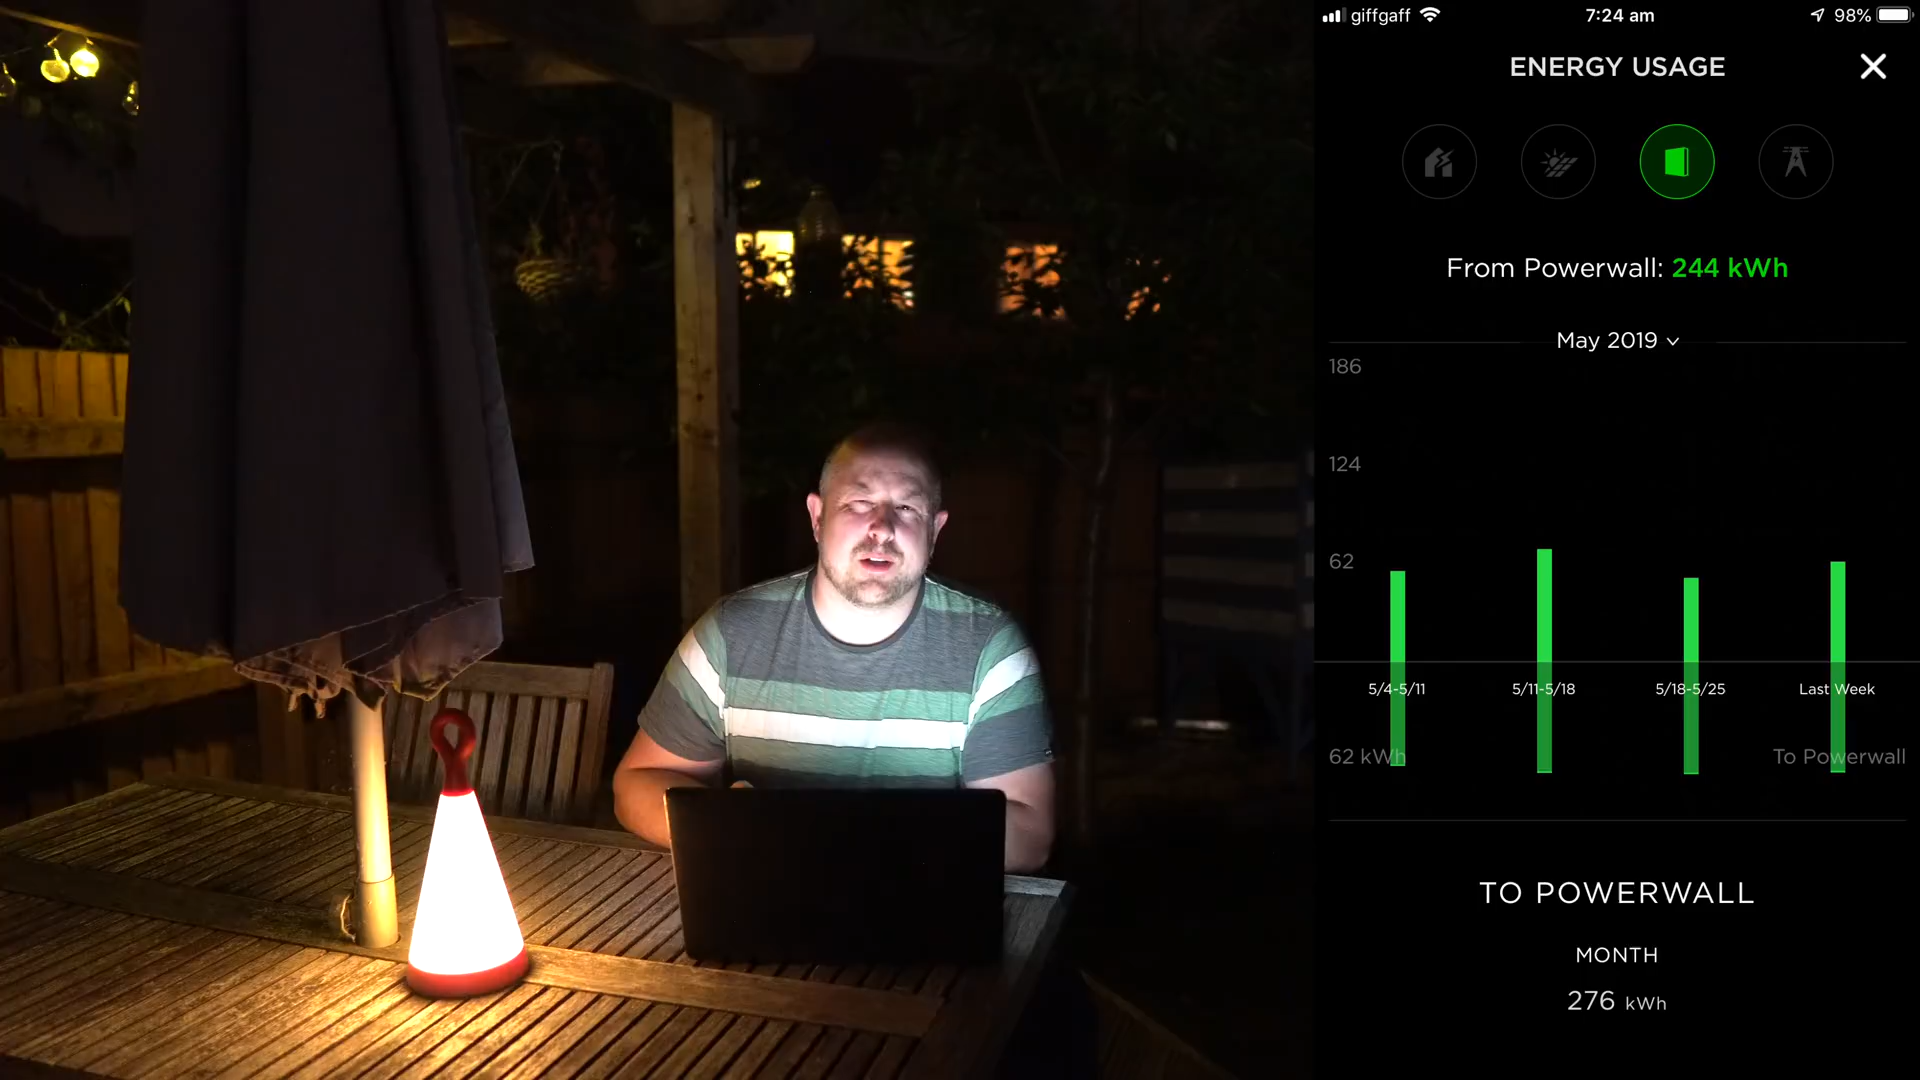 giffgaff
7:24 am
98%
ENERGY USAGE
From Powerwall: 244 kWh
May 2019
186
124
62
5/4-5/11
5/11-5/18
5/18-5/25
Last Week
62 kWh
To Powerwall
TO POWERWALL
MONTH
276 kWh